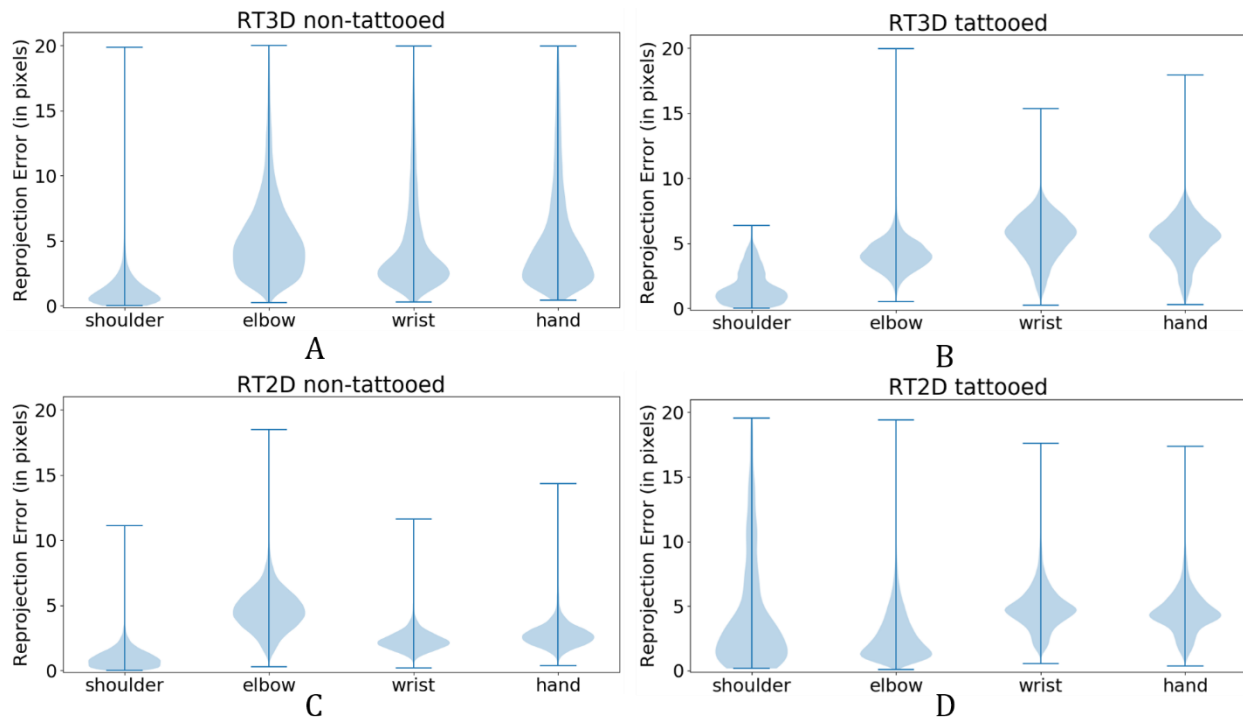 RT3D non-tattooed
Reprojection Error (in pixels)
20
15
10
5
0
shoulder elbow wrist hand
A
RT3D tattooed
Reprojection Error (in pixels)
20
15
10
5
0
shoulder elbow wrist hand
B
RT2D non-tattooed
Reprojection Error (in pixels)
20
15
10
5
0
shoulder elbow wrist hand
C
RT2D tattooed
Reprojection Error (in pixels)
20
15
10
5
0
shoulder elbow wrist hand
D